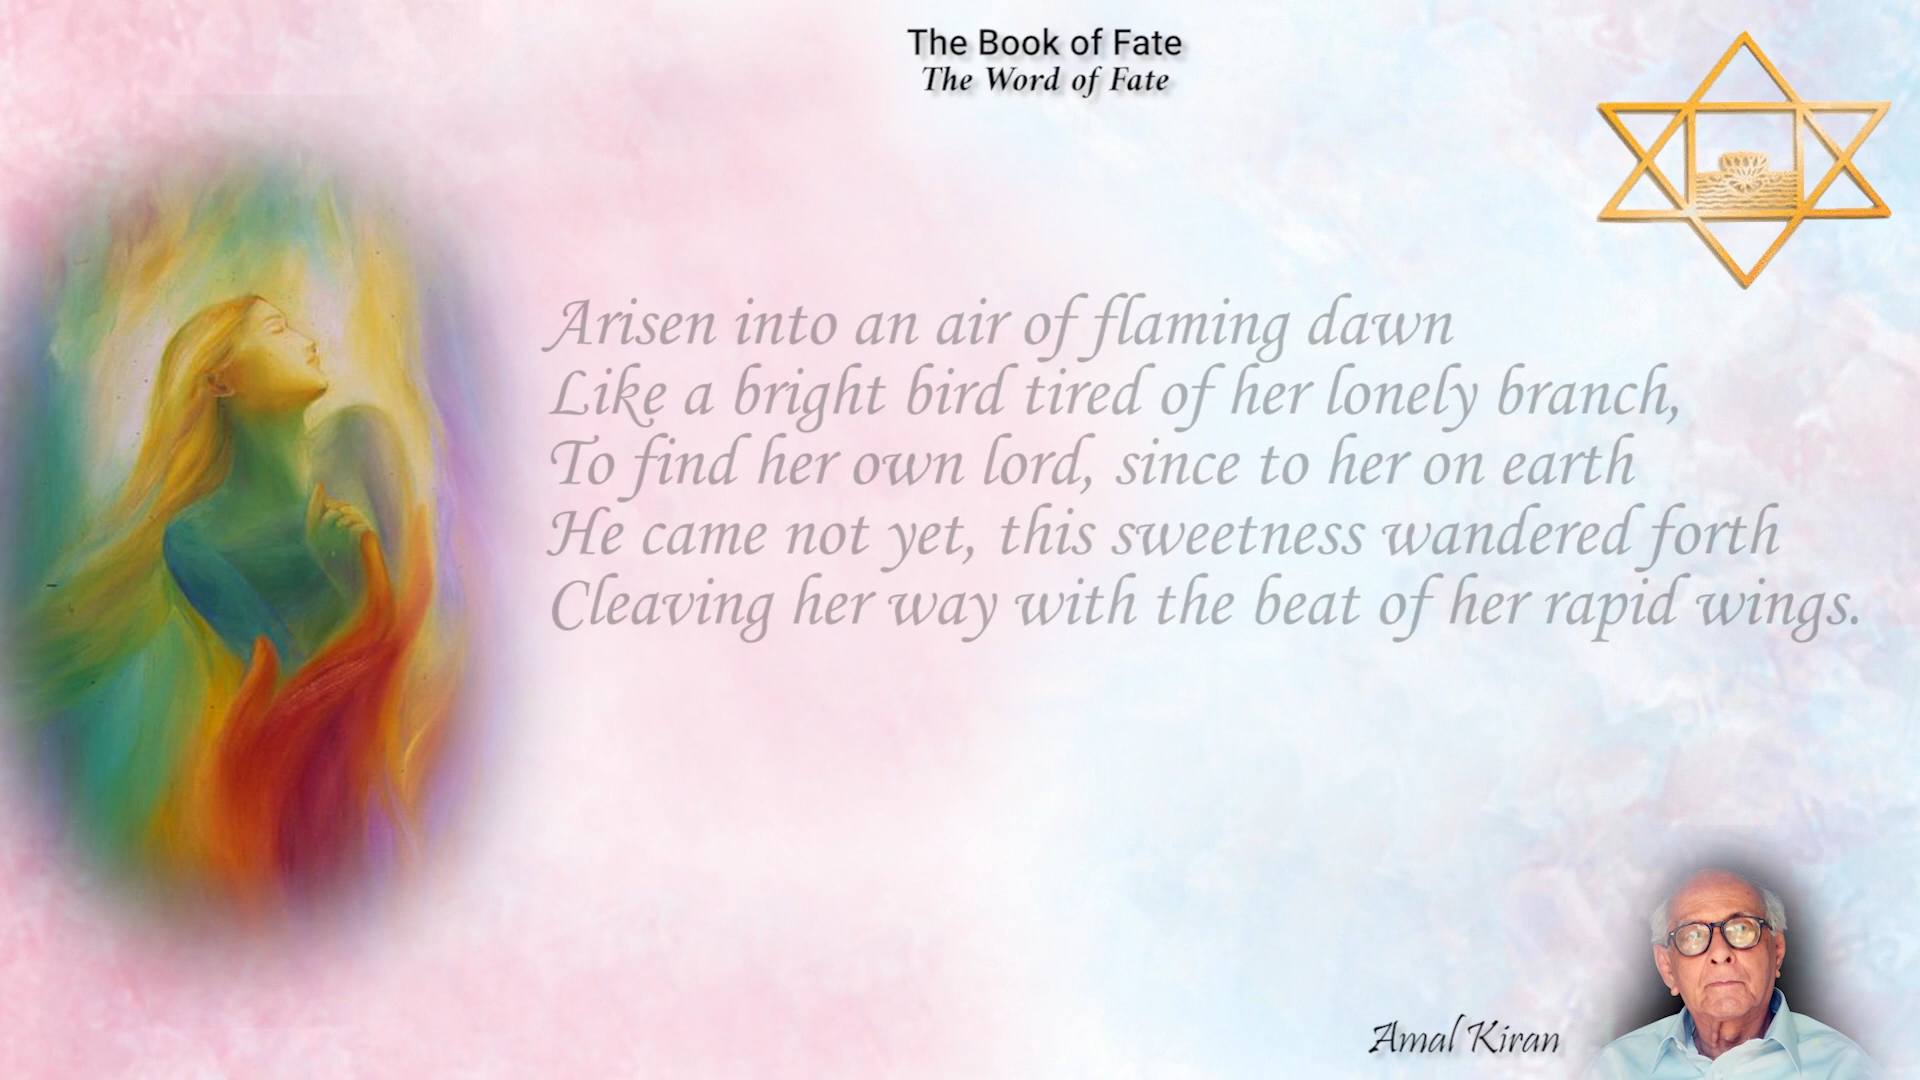 The Book of Fate
The Word of Fate
Arisen into an air of flaming dawn
Like a bright bird tired of her lonely branch,
To find her own lord, since to her on earth
He came not yet, this sweetness wandered forth
Cleaving her way with the beat of her rapid wings.
Amal Kiran